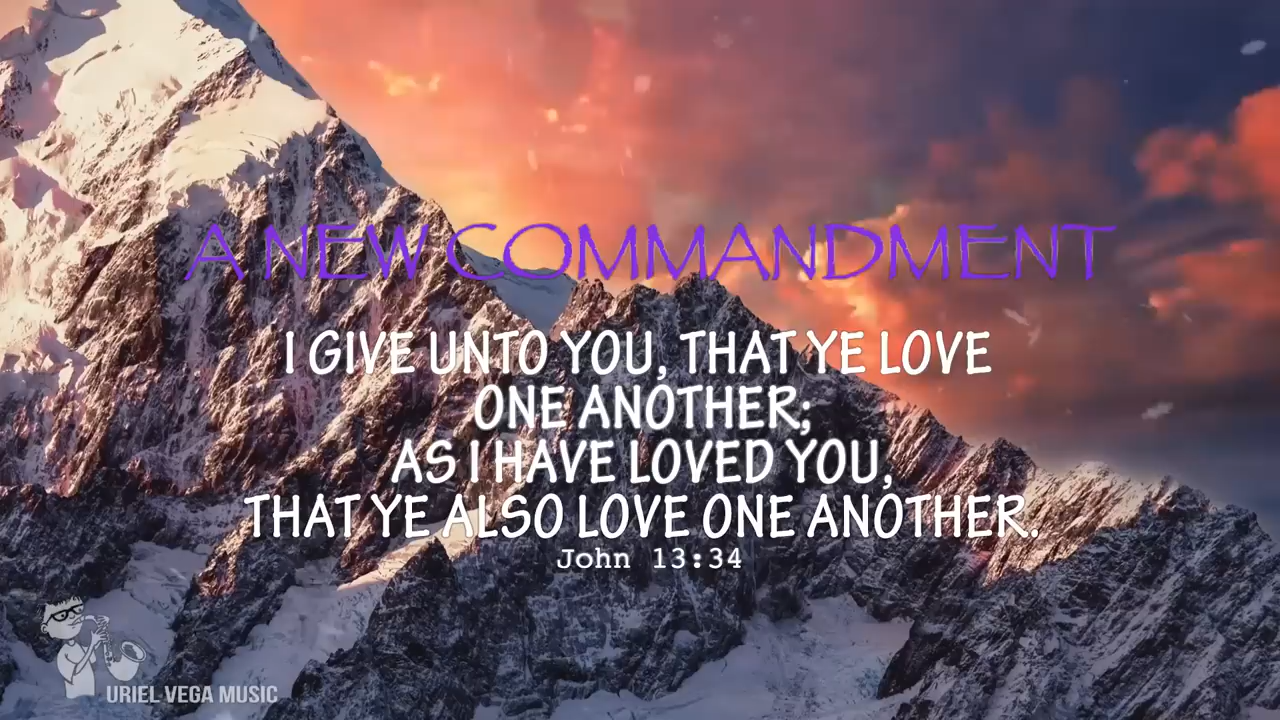 A NEW COMMANDMENT
I GIVE UNTO YOU, THAT YE LOVE
ONE ANOTHER;
AS I HAVE LOVED YOU,
THAT YE ALSO LOVE ONE ANOTHER.
John 13:34
URIEL VEGA MUSIC